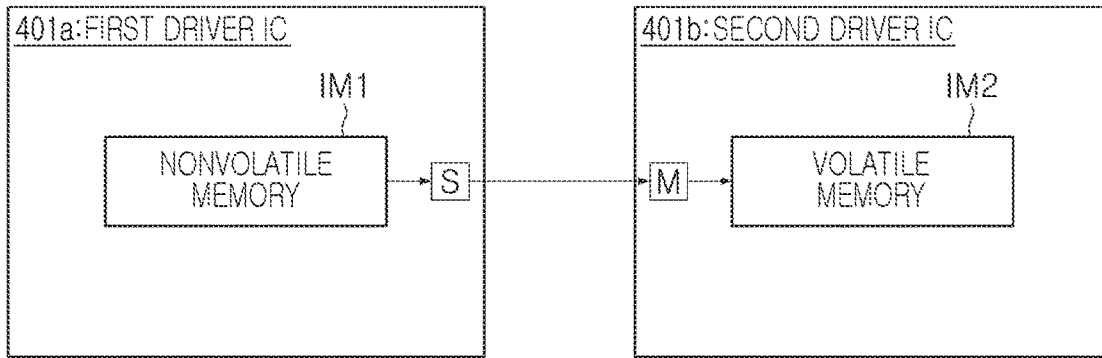 401a:FIRST DRIVER IC
IM1
NONVOLATILE
MEMORY
S
401b:SECOND DRIVER IC
IM2
M
VOLATILE
MEMORY